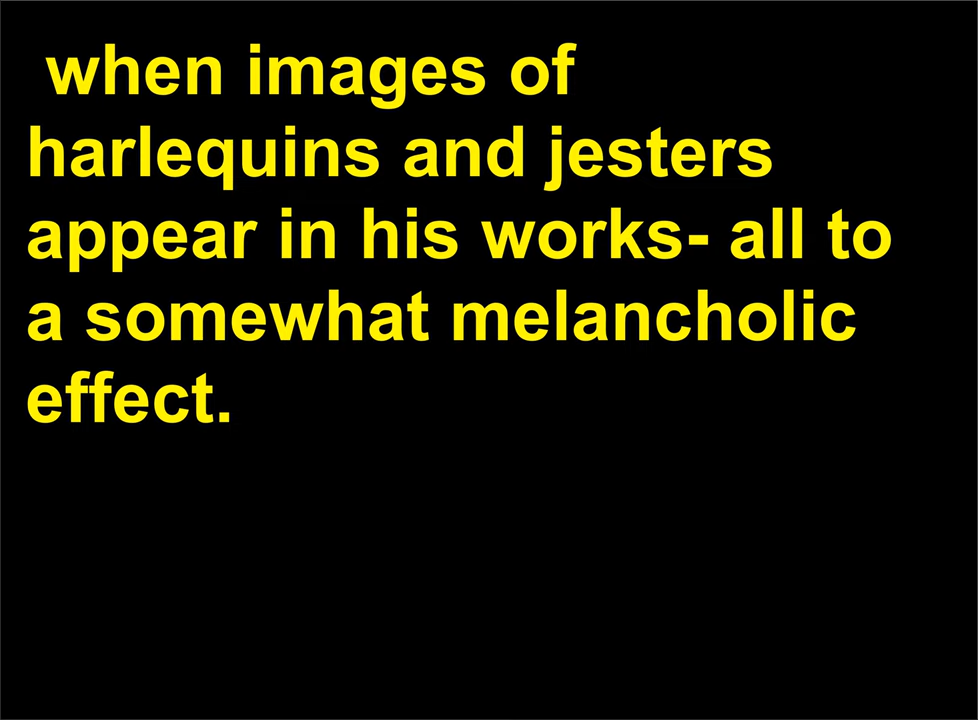 when images of
harlequins and jesters
appear in his works- all to
a somewhat melancholic
effect.